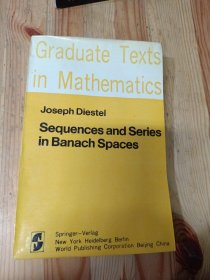 Graduate Texts
in Mathematics
Joseph Diestel
Sequences and Series
in Banach Spaces
Springer-Verlag
New York Heidelberg Berlin
World Publishing Corporation Beijing China